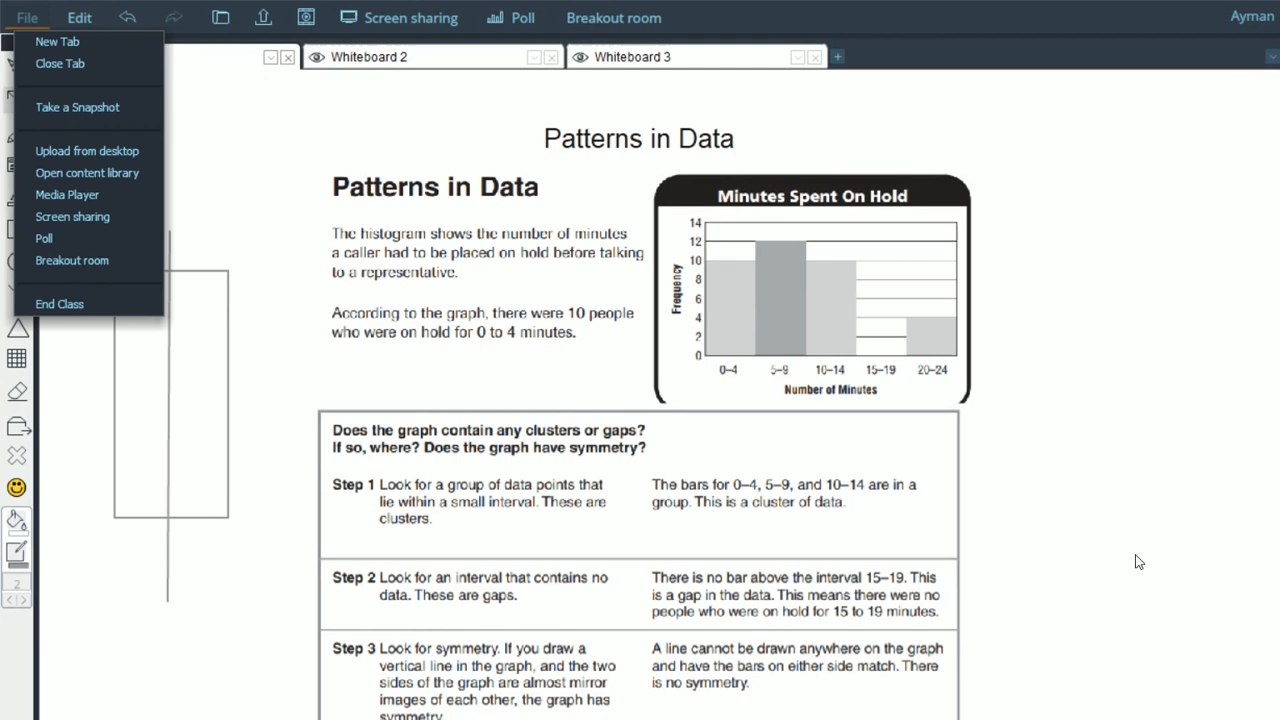 File Edit Screen sharing Poll Breakout room Ayman
New Tab
Close Tab
Take a Snapshot
Upload from desktop
Open content library
Media Player
Screen sharing
Poll
Breakout room
End Class
Whiteboard 2 Whiteboard 3
Patterns in Data
Patterns in Data
The histogram shows the number of minutes
a caller had to be placed on hold before talking
to a representative.
According to the graph, there were 10 people
who were on hold for 0 to 4 minutes.
Minutes Spent On Hold
Frequency
14
12
10
8
6
4
2
0
0–4 5–9 10–14 15–19 20–24
Number of Minutes
Does the graph contain any clusters or gaps?
If so, where? Does the graph have symmetry?
Step 1 Look for a group of data points that
lie within a small interval. These are
clusters.
The bars for 0–4, 5–9, and 10–14 are in a
group. This is a cluster of data.
Step 2 Look for an interval that contains no
data. These are gaps.
There is no bar above the interval 15–19. This
is a gap in the data. This means there were no
people who were on hold for 15 to 19 minutes.
Step 3 Look for symmetry. If you draw a
vertical line in the graph, and the two
sides of the graph are almost mirror
images of each other, the graph has
symmetry.
A line cannot be drawn anywhere on the graph
and have the bars on either side match. There
is no symmetry.
2